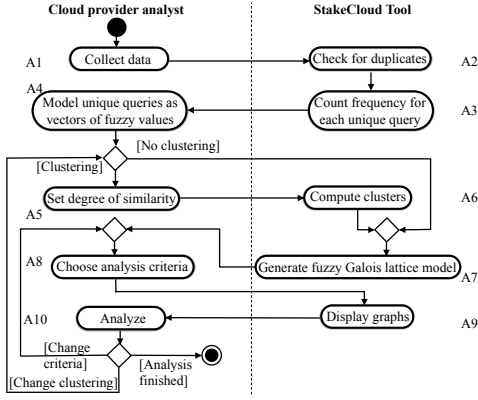 Cloud provider analyst
StakeCloud Tool
A1
Collect data
Check for duplicates
A2
A4
Model unique queries as
vectors of fuzzy values
Count frequency for
each unique query
A3
[No clustering]
[Clustering]
Set degree of similarity
Compute clusters
A6
A5
A8
Choose analysis criteria
Generate fuzzy Galois lattice model
A7
A10
Analyze
Display graphs
A9
[Change
criteria]
[Analysis
finished]
[Change clustering]